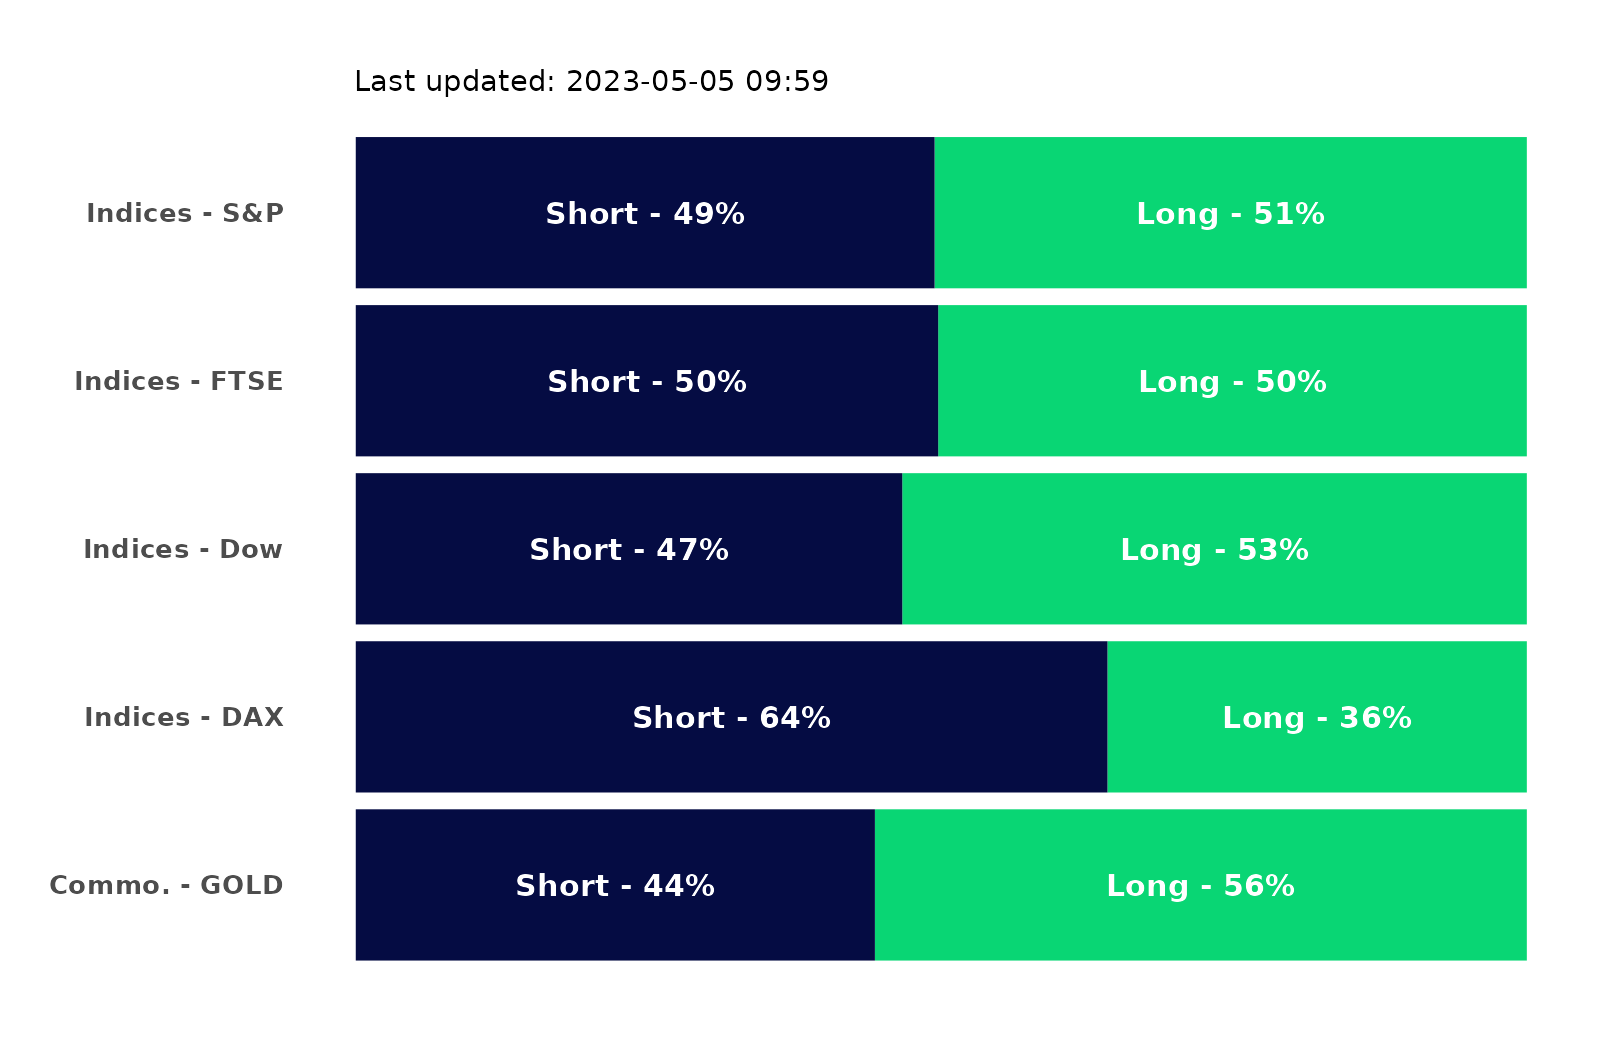 Last updated: 2023-05-05 09:59
Indices - S&P Short - 49% Long - 51%
Indices - FTSE Short - 50% Long - 50%
Indices - Dow Short - 47% Long - 53%
Indices - DAX Short - 64% Long - 36%
Commo. - GOLD Short - 44% Long - 56%